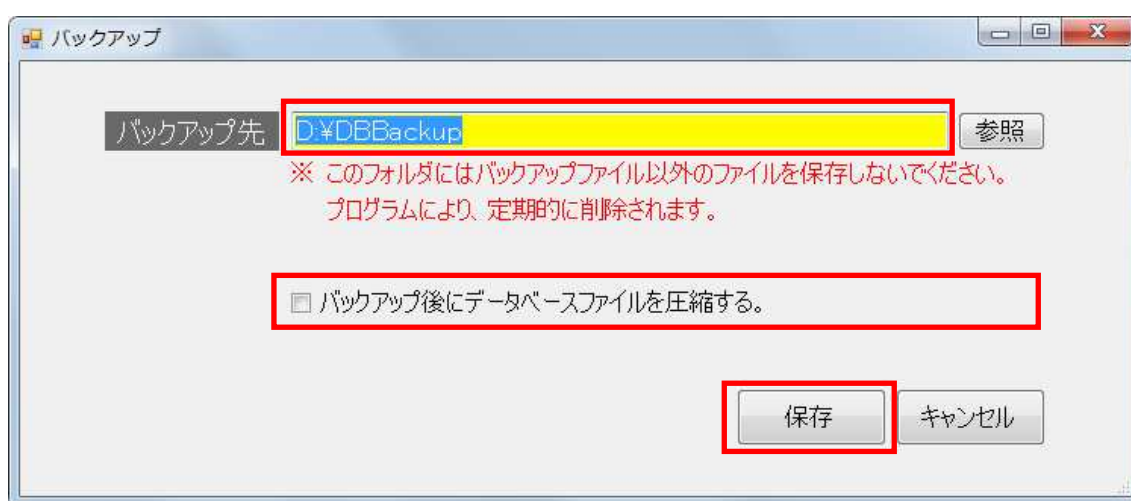 バックアップ
バックアップ先 D:¥DBBackup 参照
※ このフォルダにはバックアップファイル以外のファイルを保存しないでください。
プログラムにより、定期的に削除されます。
バックアップ後にデータベースファイルを圧縮する。
保存 キャンセル